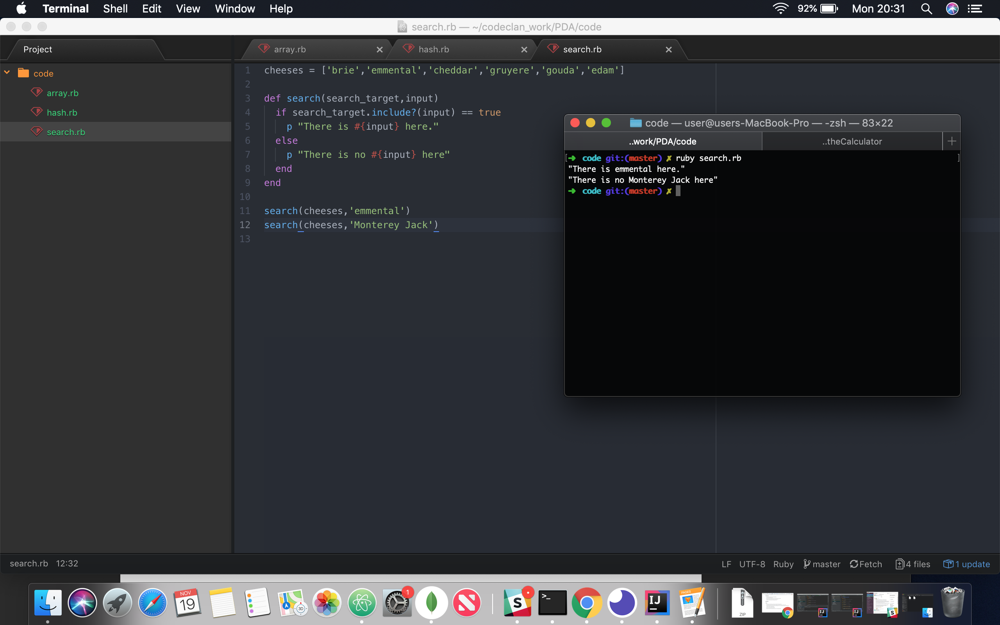 Terminal Shell Edit View Window Help 92% Mon 20:31
search.rb — ~/codeclan_work/PDA/code
Project
array.rb
hash.rb
search.rb
code
array.rb
hash.rb
search.rb
1 cheeses = ['brie','emmental','cheddar','gruyere','gouda','edam']
2
3 def search(search_target,input)
4 if search_target.include?(input) == true
5 p "There is #{input} here."
6 else
7 p "There is no #{input} here"
8 end
9 end
10
11 search(cheeses,'emmental')
12 search(cheeses,'Monterey Jack')
13
code — user@users-MacBook-Pro — -zsh — 83×22
..work/PDA/code
..theCalculator
[➜ code git:(master) ✗ ruby search.rb ]
"There is emmental here."
"There is no Monterey Jack here"
➜ code git:(master) ✗
search.rb 12:32
LF UTF-8 Ruby master Fetch 4 files 1 update
NOV
19
3D
1
S
>_
IJ
PAGES
ZIP
IJ
IJ
S